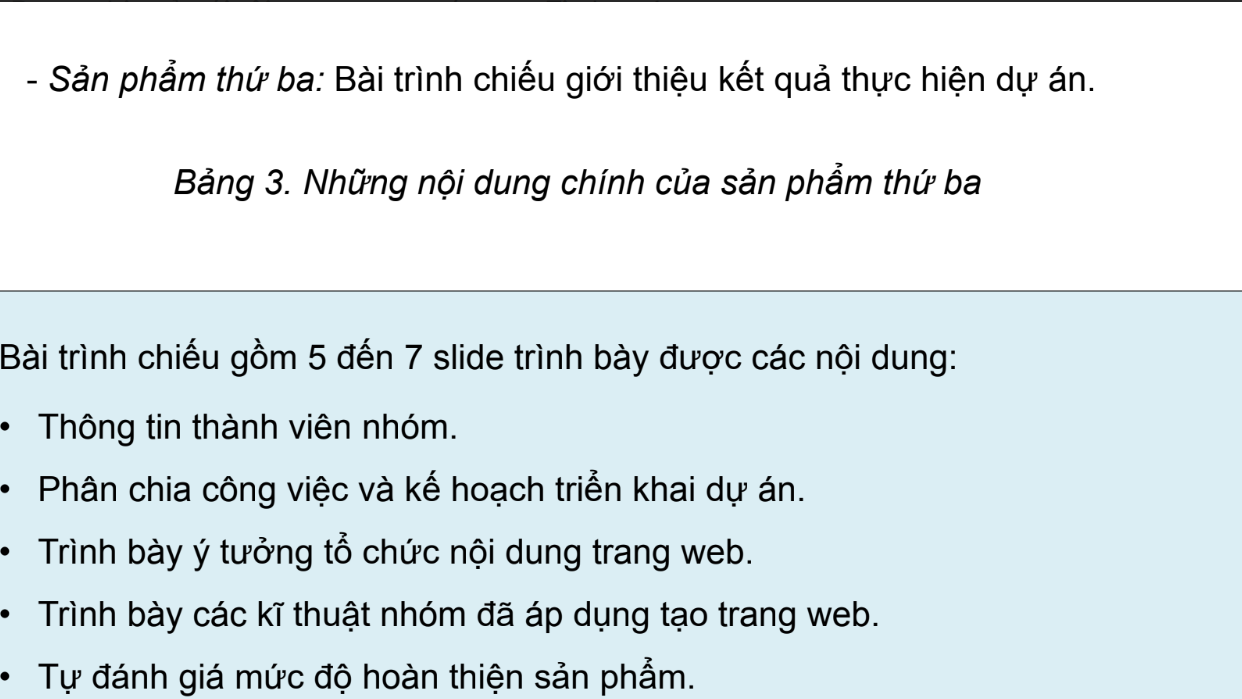 - Sản phẩm thứ ba: Bài trình chiếu giới thiệu kết quả thực hiện dự án.
Bảng 3. Những nội dung chính của sản phẩm thứ ba
Bài trình chiếu gồm 5 đến 7 slide trình bày được các nội dung:
• Thông tin thành viên nhóm.
• Phân chia công việc và kế hoạch triển khai dự án.
• Trình bày ý tưởng tổ chức nội dung trang web.
• Trình bày các kĩ thuật nhóm đã áp dụng tạo trang web.
• Tự đánh giá mức độ hoàn thiện sản phẩm.